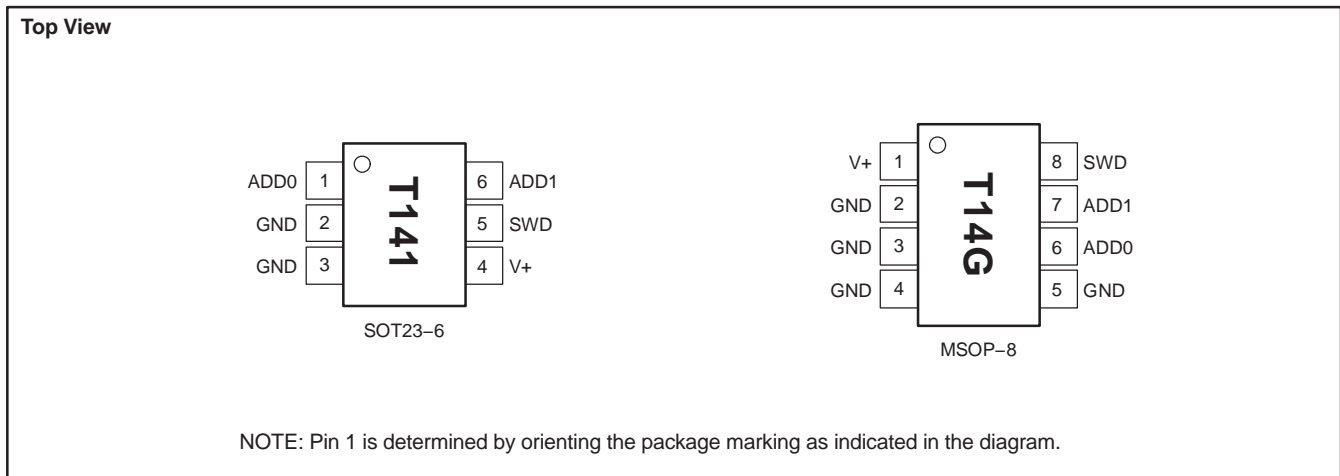 Top View
ADD0 1 T141 6 ADD1
GND 2 5 SWD
GND 3 4 V+
SOT23–6
V+ 1 T14G 8 SWD
GND 2 7 ADD1
GND 3 6 ADD0
GND 4 5 GND
MSOP–8
NOTE: Pin 1 is determined by orienting the package marking as indicated in the diagram.